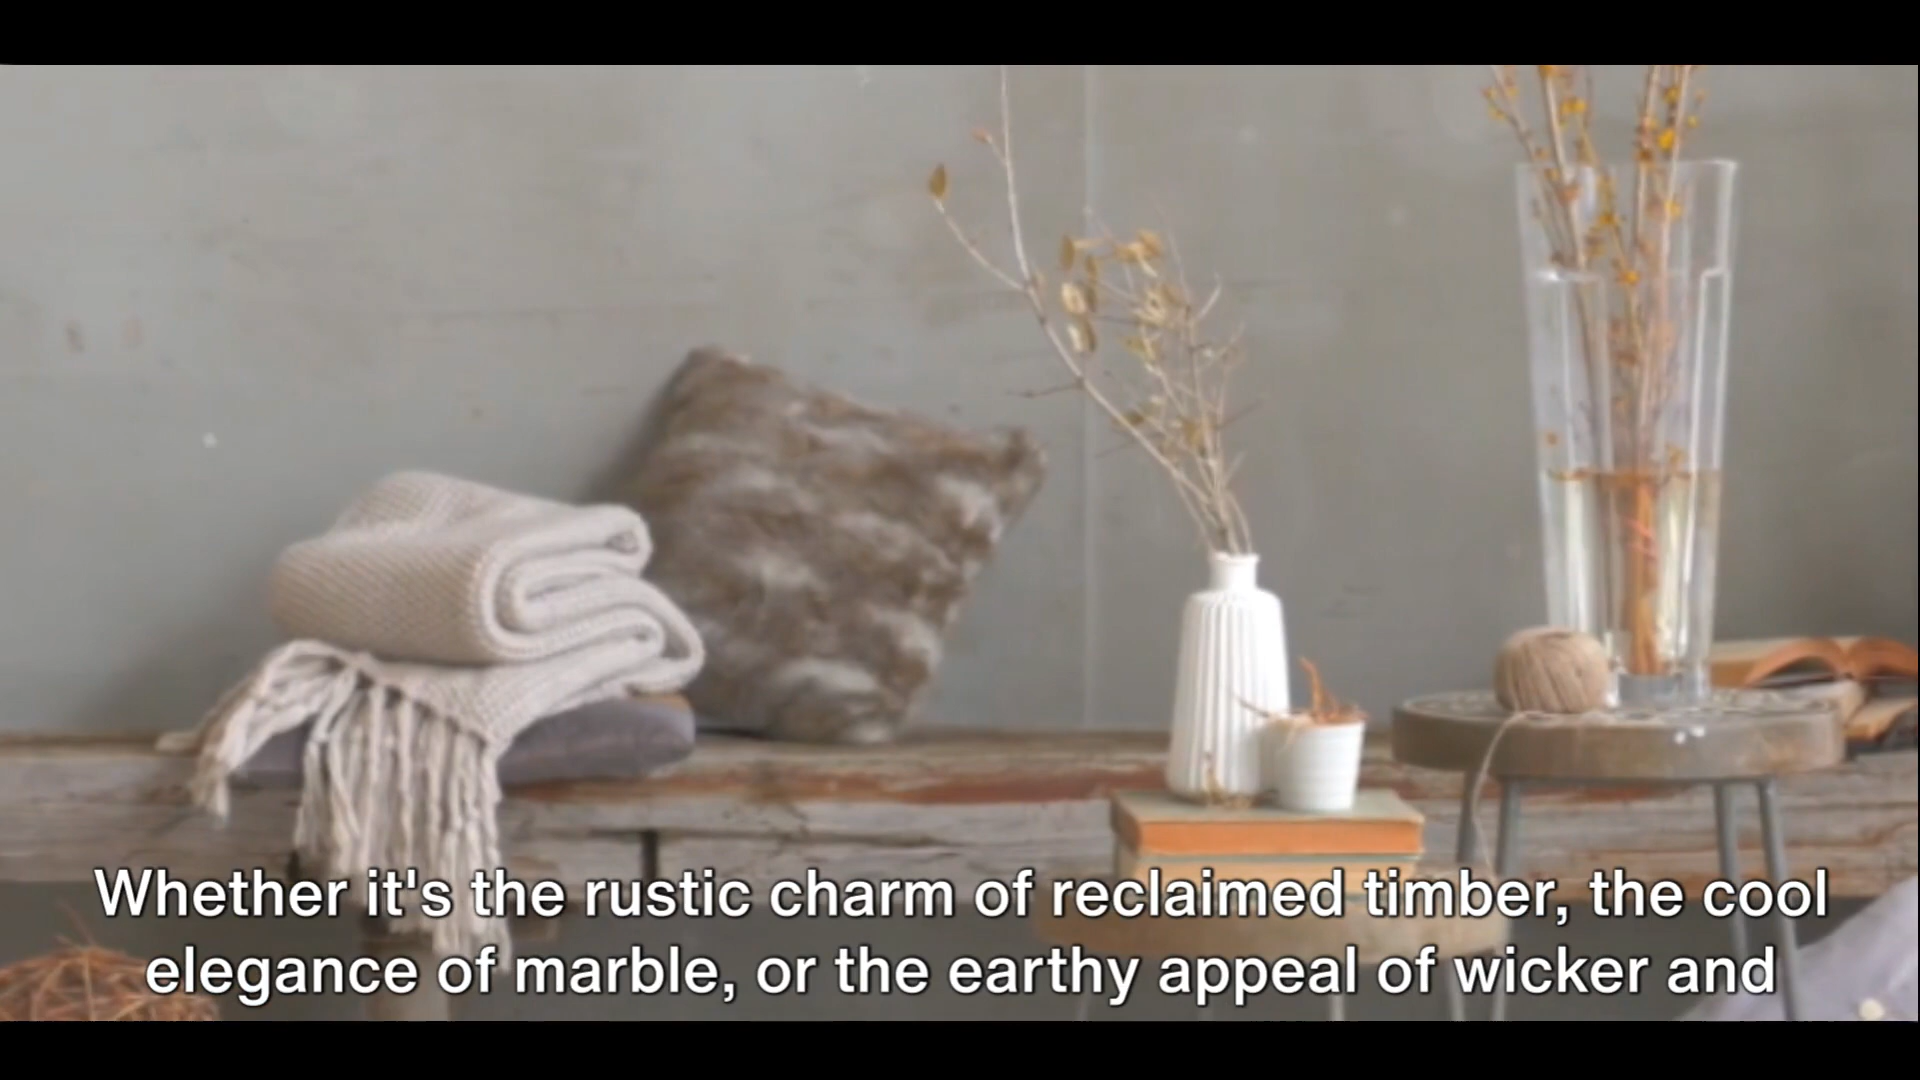 Whether it's the rustic charm of reclaimed timber, the cool
elegance of marble, or the earthy appeal of wicker and